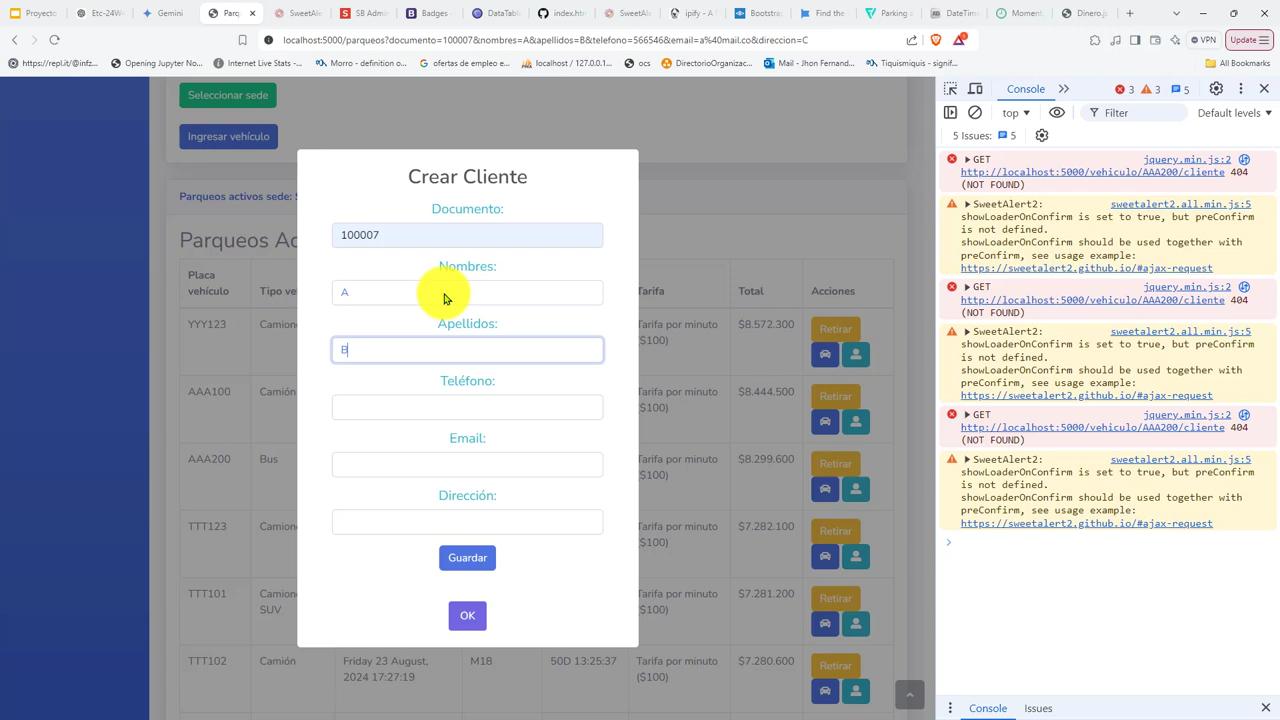 Proyecto
Etc-24W
Gemini
Parq
SweetAle
SB Admin
Badges -
DataTabl
index.htm
SweetAle
ipify - A f
Bootstrap
Find the
Parking a
DateTime
Moment.
Dinero.js
localhost:5000/parqueos?documento=100007&nombres=A&apellidos=B&telefono=566546&email=a%40mail.co&direccion=C
VPN
Update
https://repl.it/@infz...
Opening Jupyter No...
Internet Live Stats -...
Morro - definition o...
ofertas de empleo e...
localhost / 127.0.0.1...
ocs
DirectorioOrganizac...
Mail - Jhon Fernand...
Tiquismiquis - signif...
All Bookmarks
Seleccionar sede
Ingresar vehículo
Parqueos activos sede: S
Parqueos Ac
Placa vehículo
Tipo ve
Tarifa
Total
Acciones
YYY123
Camione
Tarifa por minuto ($100)
$8.572.300
Retirar
AAA100
Camione
Tarifa por minuto ($100)
$8.444.500
Retirar
AAA200
Bus
Tarifa por minuto ($100)
$8.299.600
Retirar
TTT123
Camione
Tarifa por minuto ($100)
$7.282.100
Retirar
TTT101
Camione SUV
Tarifa por minuto ($100)
$7.281.200
Retirar
TTT102
Camión
Friday 23 August, 2024 17:27:19
M18
50D 13:25:37
Tarifa por minuto ($100)
$7.280.600
Retirar
Crear Cliente
Documento:
100007
Nombres:
A
Apellidos:
B
Teléfono:
Email:
Dirección:
Guardar
OK
Console
3
3
5
top
Filter
Default levels
5 Issues:
5
GET
jquery.min.js:2
http://localhost:5000/vehiculo/AAA200/cliente 404
(NOT FOUND)
SweetAlert2:
sweetalert2.all.min.js:5
showLoaderOnConfirm is set to true, but preConfirm
is not defined.
showLoaderOnConfirm should be used together with
preConfirm, see usage example:
https://sweetalert2.github.io/#ajax-request
GET
jquery.min.js:2
http://localhost:5000/vehiculo/AAA200/cliente 404
(NOT FOUND)
SweetAlert2:
sweetalert2.all.min.js:5
showLoaderOnConfirm is set to true, but preConfirm
is not defined.
showLoaderOnConfirm should be used together with
preConfirm, see usage example:
https://sweetalert2.github.io/#ajax-request
GET
jquery.min.js:2
http://localhost:5000/vehiculo/AAA200/cliente 404
(NOT FOUND)
SweetAlert2:
sweetalert2.all.min.js:5
showLoaderOnConfirm is set to true, but preConfirm
is not defined.
showLoaderOnConfirm should be used together with
preConfirm, see usage example:
https://sweetalert2.github.io/#ajax-request
Console
Issues